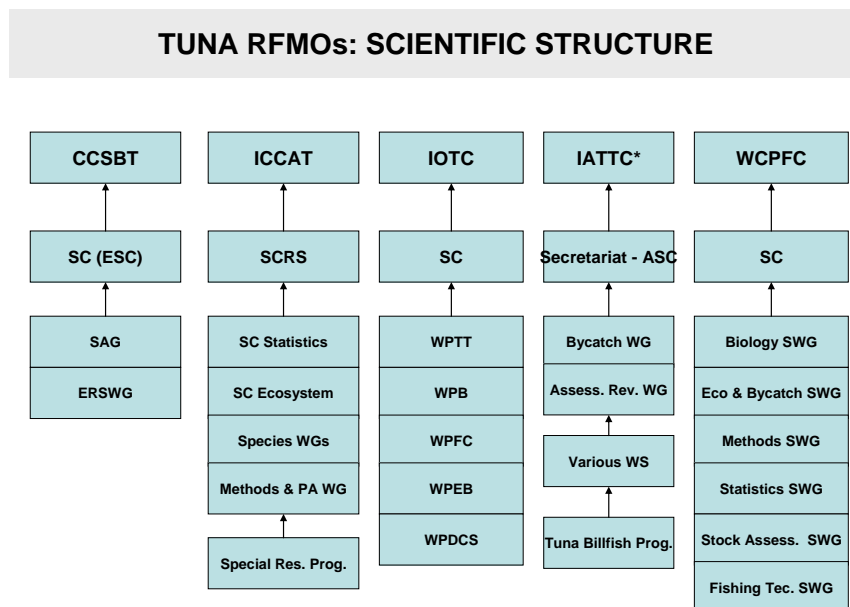 TUNA RFMOs: SCIENTIFIC STRUCTURE
CCSBT
ICCAT
IOTC
IATTC*
WCPFC
SC (ESC)
SCRS
SC
Secretariat - ASC
SC
SAG
SC Statistics
WPTT
Bycatch WG
Biology SWG
ERSWG
SC Ecosystem
WPB
Assess. Rev. WG
Eco & Bycatch SWG
Species WGs
WPFC
Various WS
Methods SWG
Methods & PA WG
WPEB
Statistics SWG
Special Res. Prog.
WPDCS
Tuna Billfish Prog.
Stock Assess. SWG
Fishing Tec. SWG